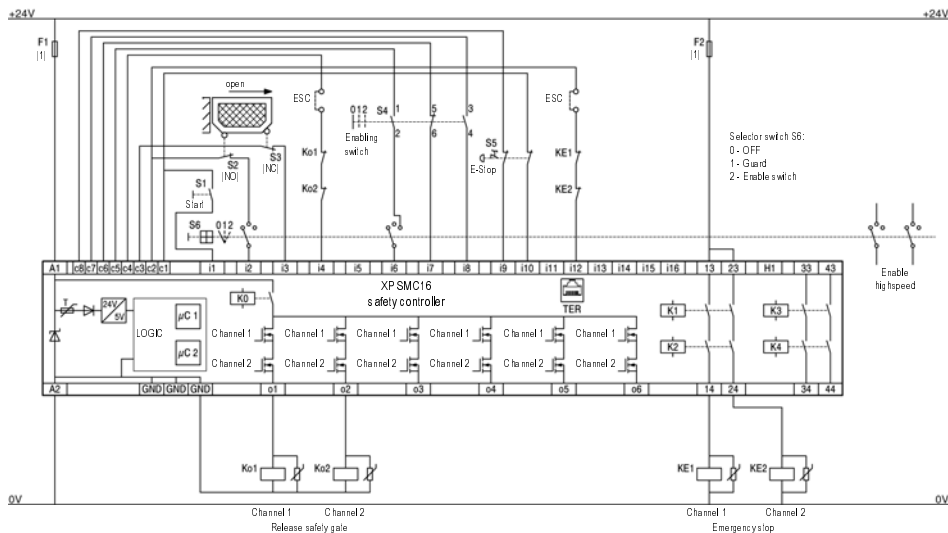 +24V +24V
F1 F2
|1| |1|
open
ESC ESC
012 S4 1 5 3
Enabling switch 2 6 4
Selector switch S6:
0 - OFF
1 - Guard
2 - Enable switch
S3
|NC|
S2
|NO|
Ko1 S5 KE1
E-Stop
S1
Start
Ko2 KE2
S6 012
Enable
highspeed
A1 c8 c7 c6 c5 c4 c3 c2 c1 i1 i2 i3 i4 i5 i6 i7 i8 i9 i10 i11 i12 i13 i14 i15 i16 13 23 H1 33 43
XPSMC16
safety controller
TER
T 24V 5V
K0 K1 K3
LOGIC µC 1
µC 2
Channel 1 Channel 1 Channel 1 Channel 1 Channel 1 Channel 1
K2 K4
Channel 2 Channel 2 Channel 2 Channel 2 Channel 2 Channel 2
A2 GND GND GND o1 o2 o3 o4 o5 o6 14 24 34 44
Ko1 Ko2 KE1 KE2
0V 0V
Channel 1 Channel 2 Channel 1 Channel 2
Release safety gate Emergency stop